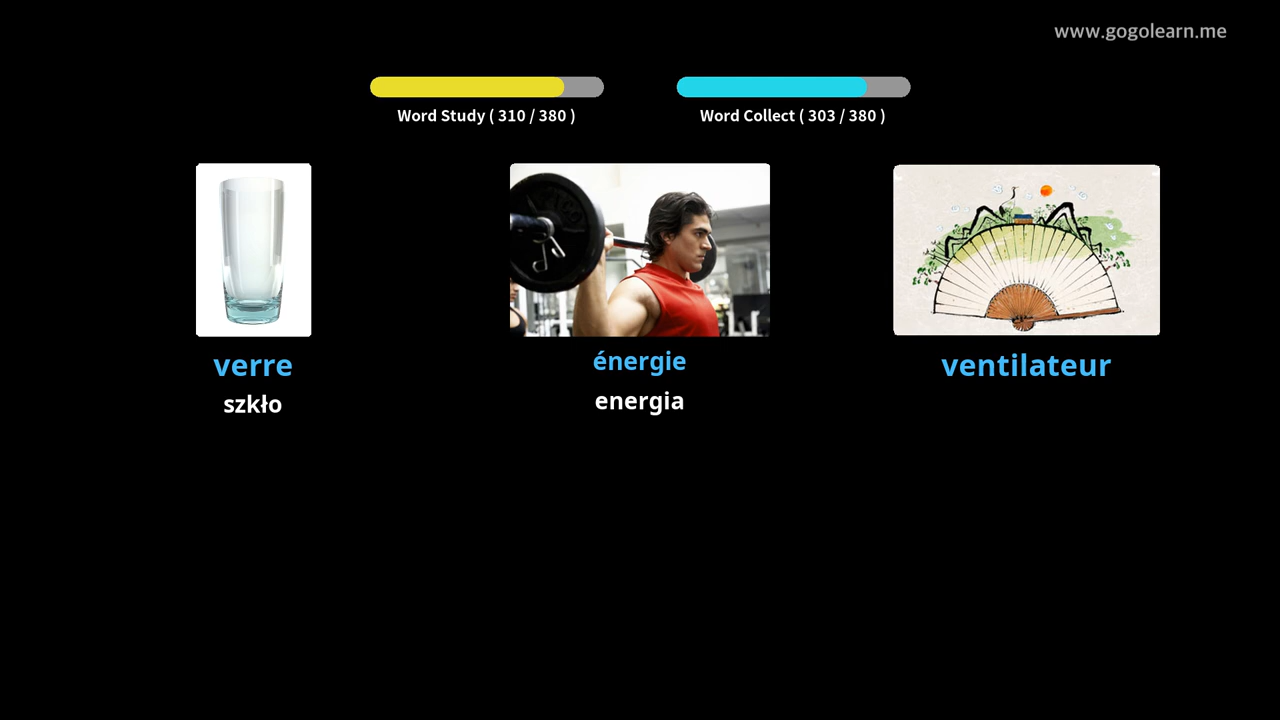 www.gogolearn.me
Word Study ( 310 / 380 )
Word Collect ( 303 / 380 )
verre
szkło
énergie
energia
ventilateur